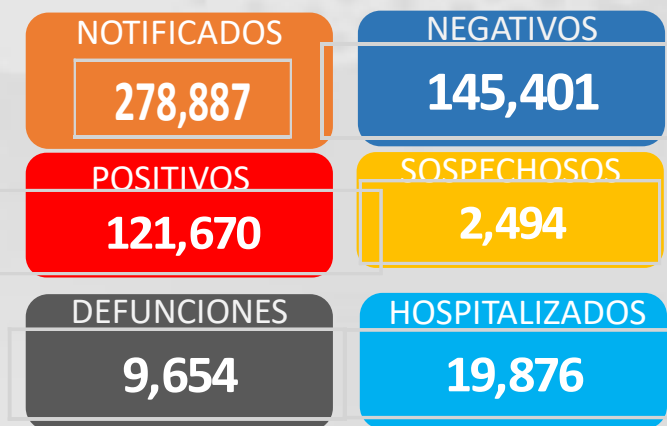 NOTIFICADOS
278,887
NEGATIVOS
145,401
POSITIVOS
121,670
SOSPECHOSOS
2,494
DEFUNCIONES
9,654
HOSPITALIZADOS
19,876